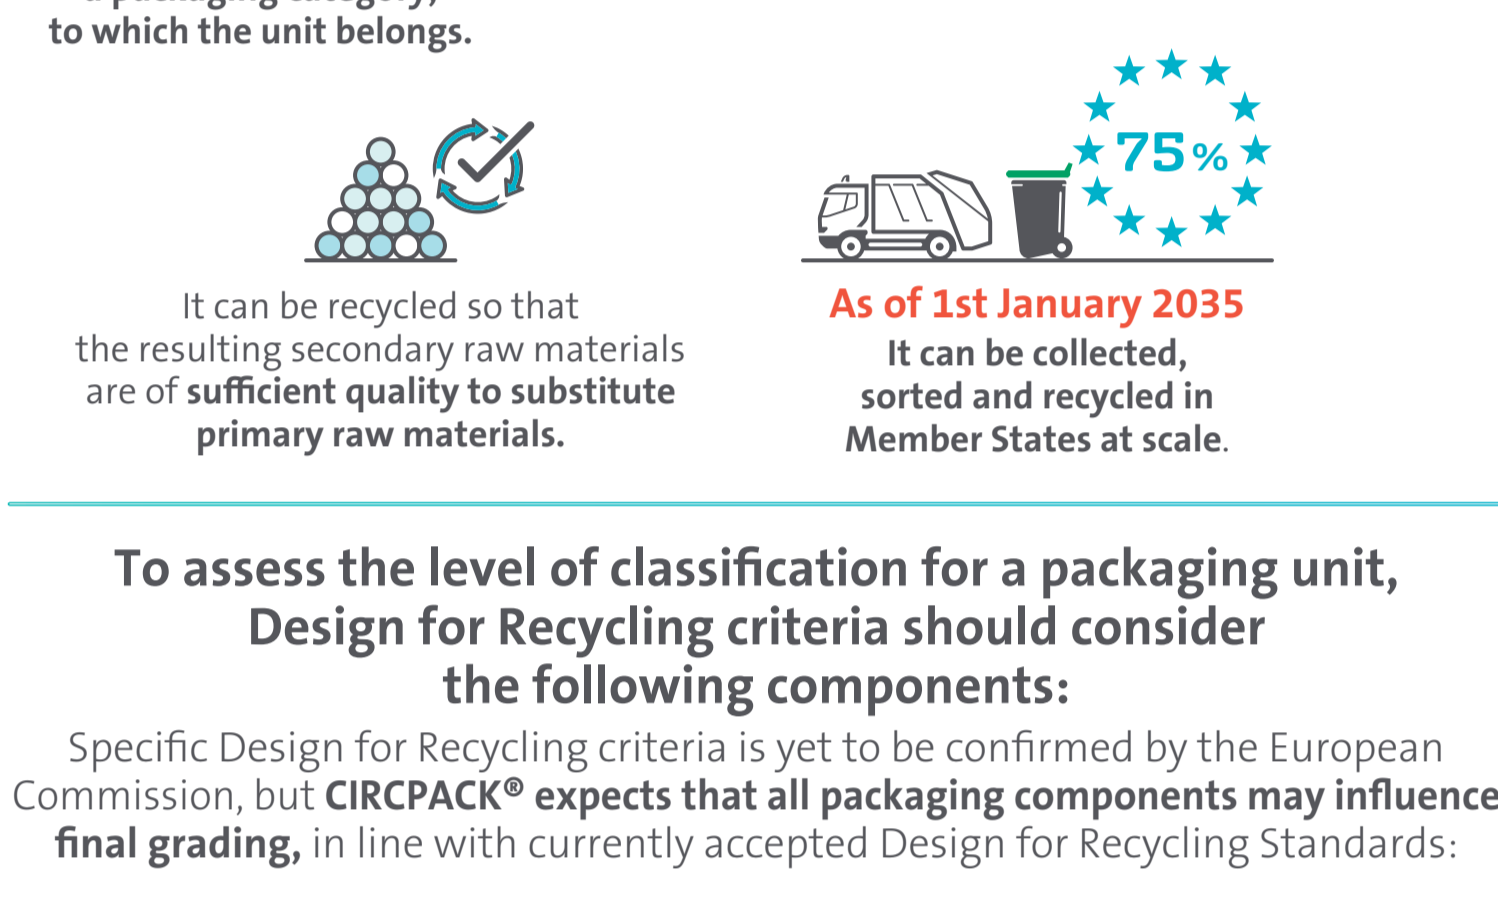 a packaging category,
to which the unit belongs.
75%
It can be recycled so that
the resulting secondary raw materials
are of sufficient quality to substitute
primary raw materials.
As of 1st January 2035
It can be collected,
sorted and recycled in
Member States at scale.
To assess the level of classification for a packaging unit,
Design for Recycling criteria should consider
the following components:
Specific Design for Recycling criteria is yet to be confirmed by the European
Commission, but CIRCPACK® expects that all packaging components may influence
final grading, in line with currently accepted Design for Recycling Standards: